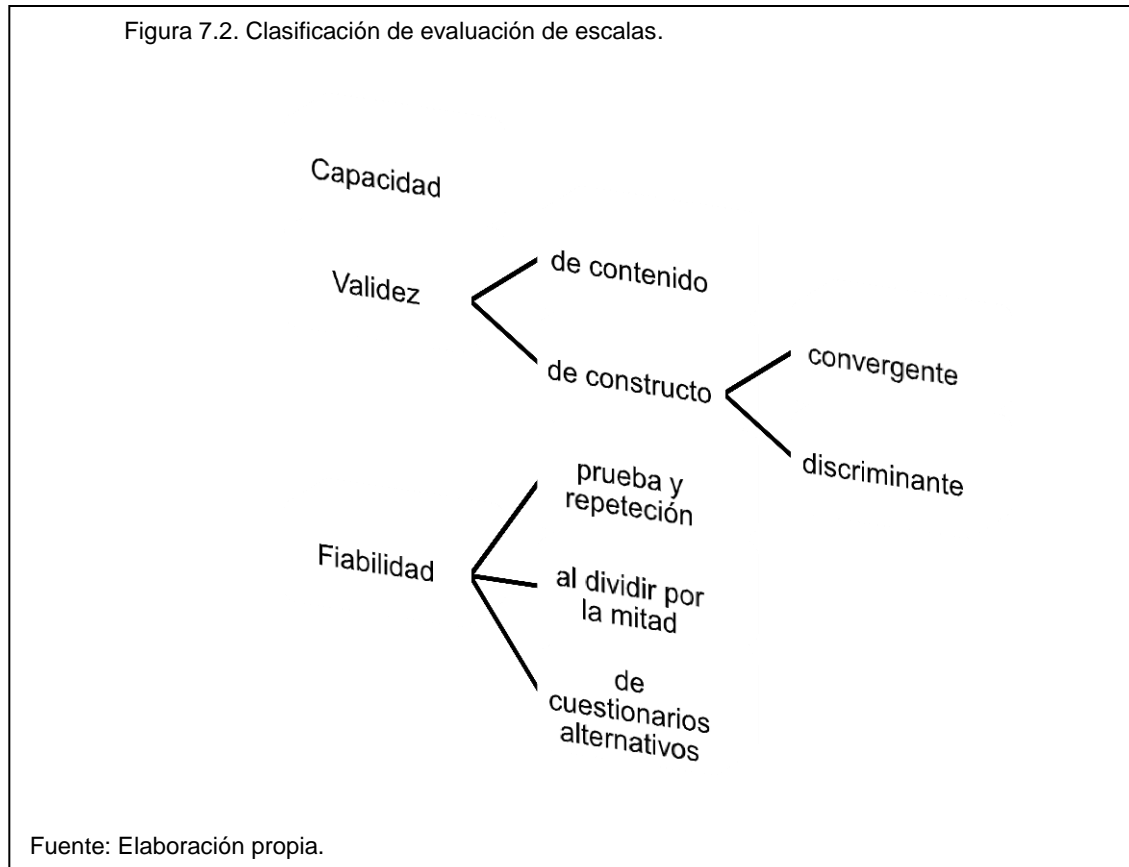 Figura 7.2. Clasificación de evaluación de escalas.
Capacidad
Validez
de contenido
de constructo
convergente
discriminante
Fiabilidad
prueba y
repeteción
al dividir por
la mitad
de
cuestionarios
alternativos
Fuente: Elaboración propia.